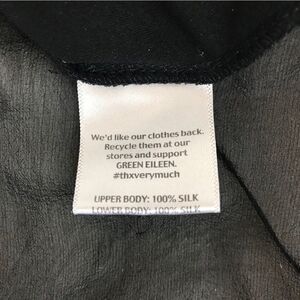 We'd like our clothes back.
Recycle them at our
stores and support
GREEN EILEEN.
#thxverymuch
UPPER BODY: 100% SILK
LOWER BODY: 100% SILK